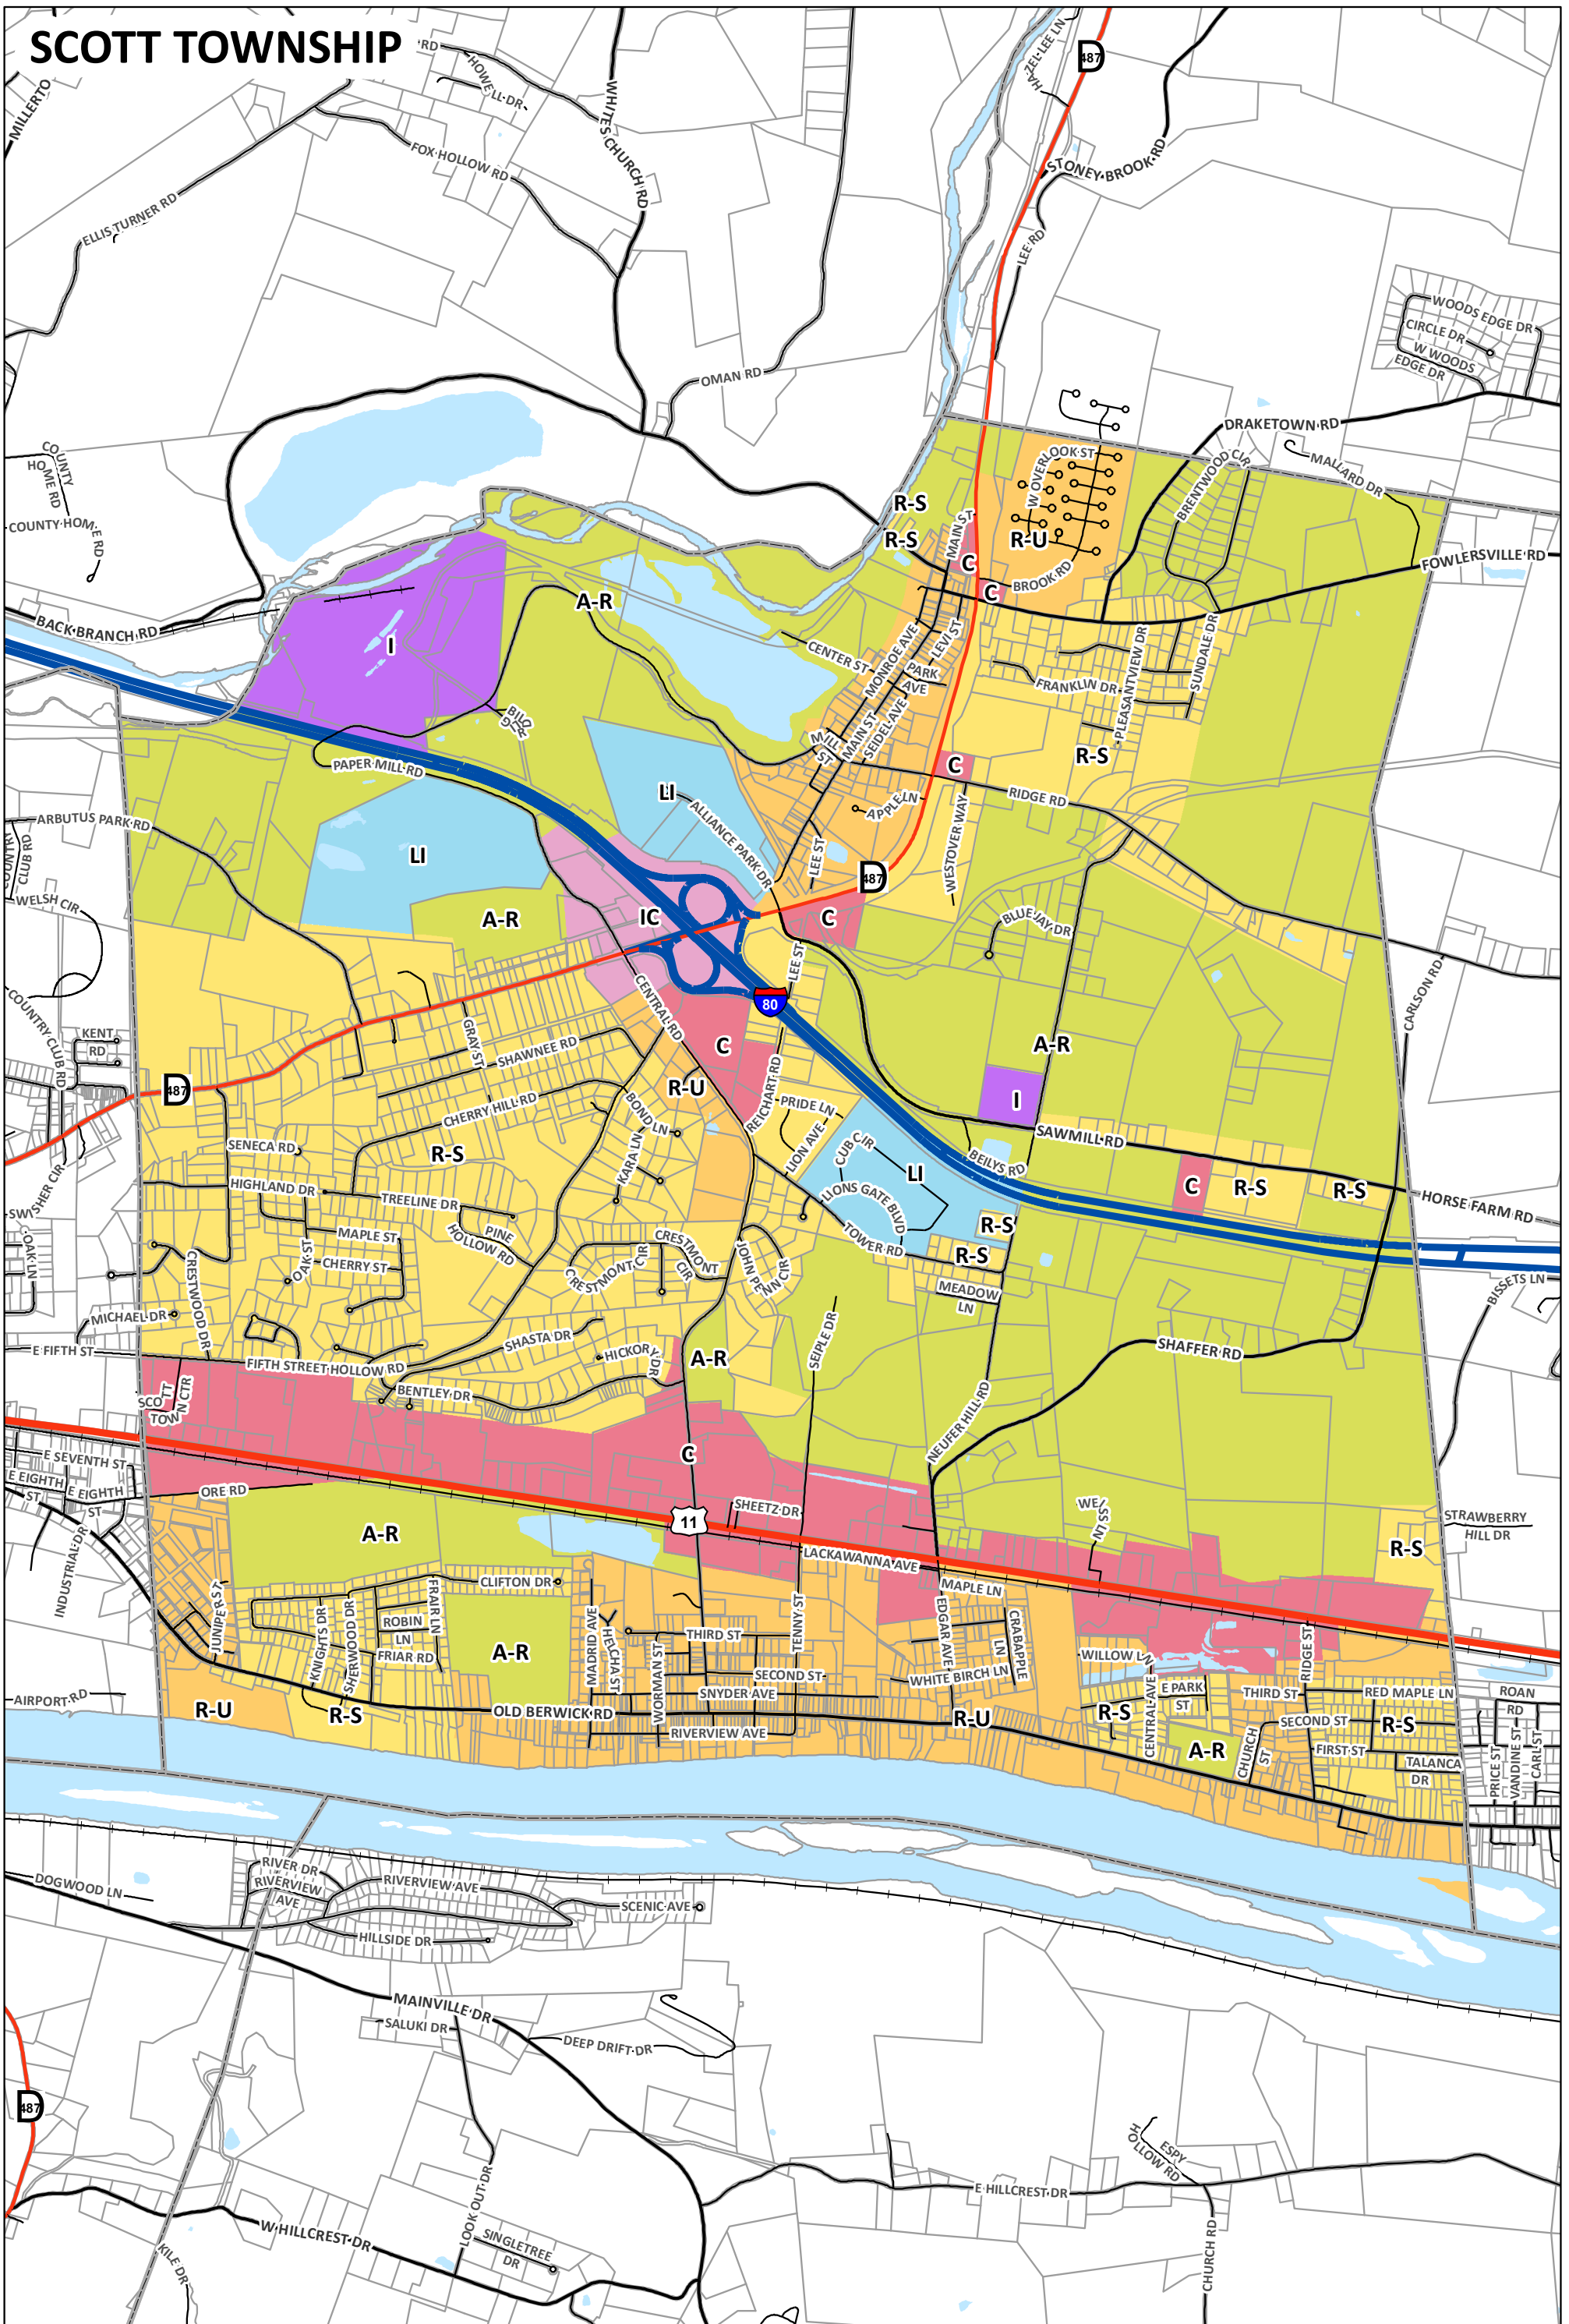 SCOTT TOWNSHIP
RD
HOWELL DR
HAZEL LEE LN
487
MILLERTO
WHITES CHURCH RD
FOX HOLLOW RD
STONEY BROOK RD
ELLIS TURNER RD
LEE RD
WOODS EDGE DR
CIRCLE DR
W WOODS
EDGE DR
OMAN RD
DRAKETOWN RD
COUNTY
HOME RD
W OVERLOOK ST
BRENTWOOD CIR
MALLARD DR
R-S
COUNTY HOME RD
R-S
MAIN ST
R-U
FOWLERSVILLE RD
C
BROOK RD
C
A-R
BACK BRANCH RD
I
CENTER ST
MONROE AVE
LEVI ST
PARK
AVE
FRANKLIN DR
PLEASANTVIEW DR
SUNDALE DR
MILL
ST
MAIN ST
SEIDEL AVE
R-S
PAPER MILL RD
C
LI
ALLIANCE PARK DR
APPLE LN
RIDGE RD
ARBUTUS PARK RD
COUNTRY
CLUB RD
LI
LEE ST
WESTOVER WAY
487
WELSH CIR
A-R
IC
C
BLUE JAY DR
LEE ST
CENTRAL RD
80
CARLSON RD
COUNTRY CLUB RD
KENT
RD
GRAY ST
SHAWNEE RD
C
A-R
487
R-U
REICHART RD
CHERRY HILL RD
BOND LN
PRIDE LN
I
SENECA RD
R-S
KARA LN
LION AVE
CUB CIR
SAWMILL RD
BEILYS RD
LI
HIGHLAND DR
TREELINE DR
LIONS GATE BLVD
C
R-S
R-S
HORSE FARM RD
SWISHER CIR
OAK LN
MAPLE ST
PINE
HOLLOW RD
R-S
CRESTMONT
CIR
TOWER RD
R-S
OAK ST
CHERRY ST
CRESTMONT CIR
JOHN PENN CIR
CRESTWOOD DR
MEADOW
LN
BISSETS LN
MICHAEL DR
SEIPLE DR
SHASTA DR
E FIFTH ST
HICKORY DR
A-R
SHAFFER RD
FIFTH STREET HOLLOW RD
BENTLEY DR
SCOTT
TOWN CTR
NEUFER HILL RD
C
E SEVENTH ST
E EIGHTH
ST
E EIGHTH
ST
ORE RD
SHEETZ DR
WEISS LN
11
STRAWBERRY
HILL DR
A-R
LACKAWANNA AVE
R-S
INDUSTRIAL DR
JUNIPER ST
CLIFTON DR
MAPLE LN
KNIGHTS DR
SHERWOOD DR
FRAIR LN
ROBIN
LN
FRIAR RD
MADRID AVE
HELCHA ST
WORMAN ST
THIRD ST
TENNY ST
EDGAR AVE
CRABAPPLE
LN
A-R
SECOND ST
WHITE BIRCH LN
WILLOW LN
RIDGE ST
AIRPORT RD
SNYDER AVE
E PARK
ST
THIRD ST
RED MAPLE LN
ROAN
RD
R-U
R-S
OLD BERWICK RD
R-U
R-S
CENTRAL AVE
SECOND ST
R-S
RIVERVIEW AVE
A-R
CHURCH
ST
FIRST ST
TALANCA
DR
PRICE ST
VANDINE ST
CARL ST
RIVER DR
RIVERVIEW
AVE
RIVERVIEW AVE
DOGWOOD LN
SCENIC AVE
HILLSIDE DR
MAINVILLE DR
SALUKI DR
DEEP DRIFT DR
487
ESPY
HOLLOW RD
E HILLCREST DR
LOOKOUT DR
W HILLCREST DR
SINGLETREE
DR
KILE DR
CHURCH RD